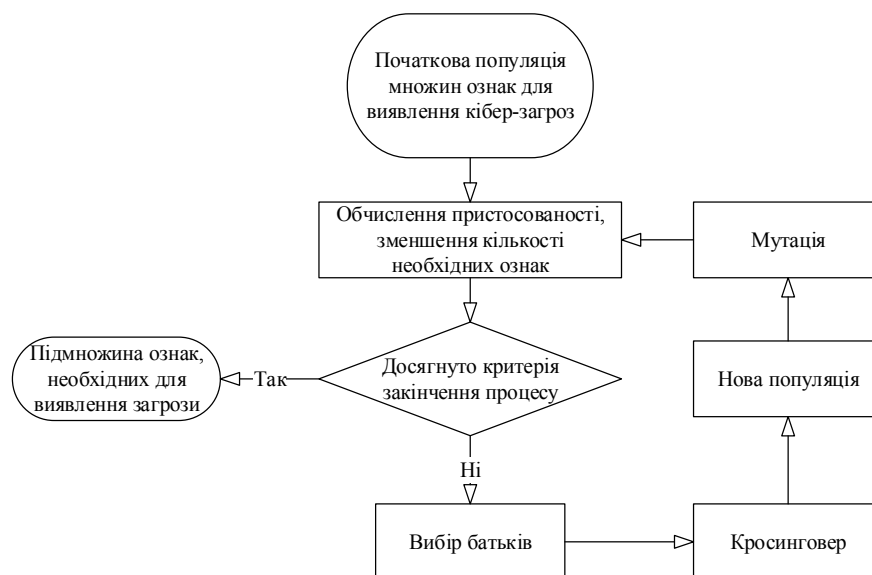 Початкова популяція
множин ознак для
виявлення кібер-загроз
Обчислення пристосованості,
зменшення кількості
необхідних ознак
Мутація
Підмножина ознак,
необхідних для
виявлення загрози
Так
Досягнуто критерія
закінчення процесу
Нова популяція
Ні
Вибір батьків
Кросинговер